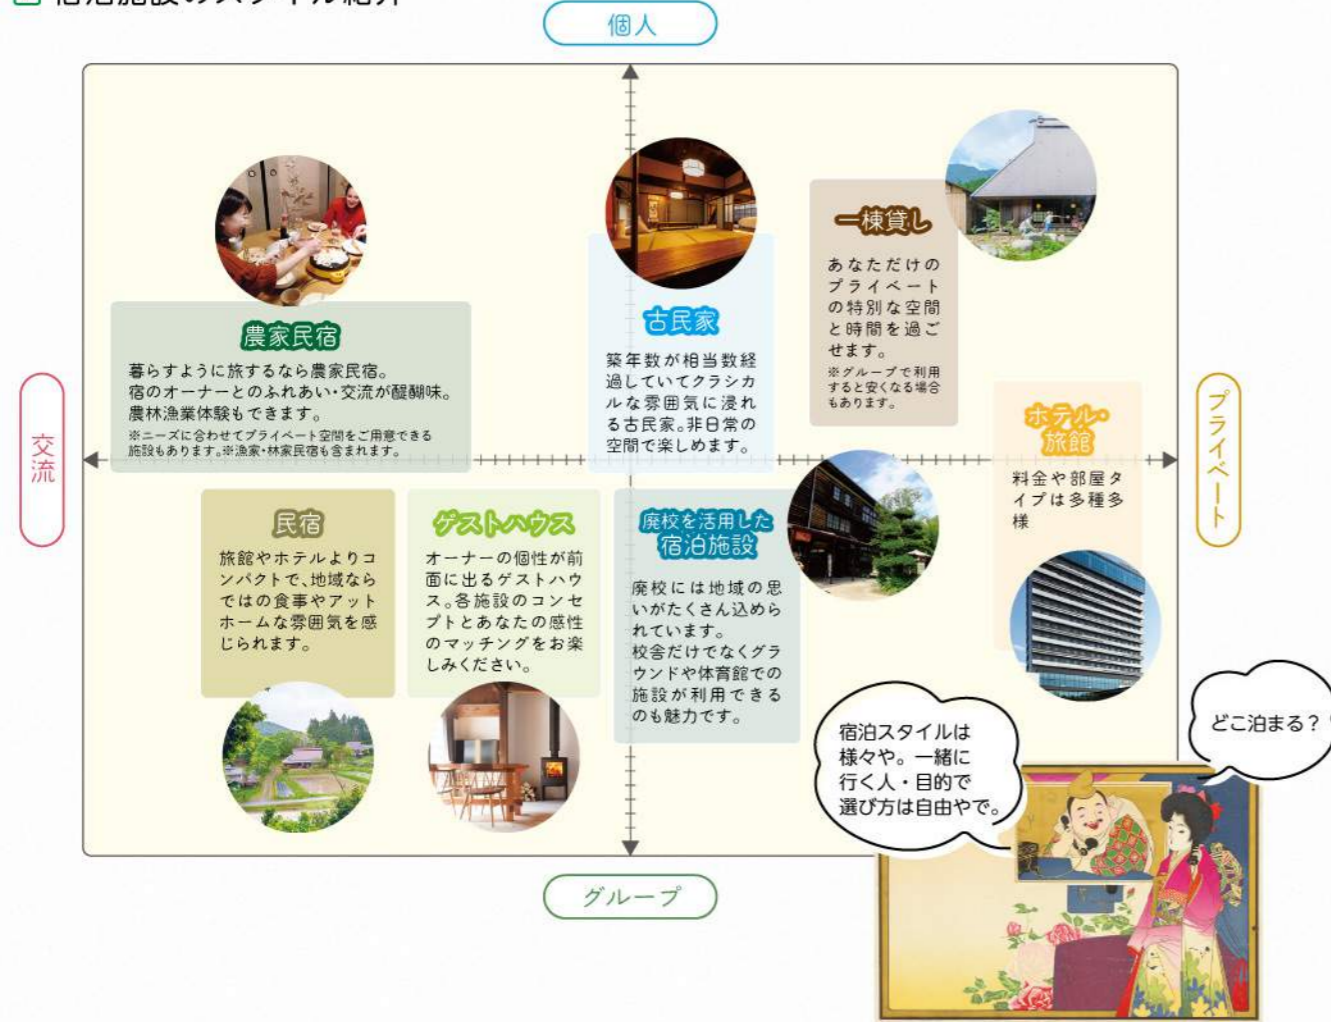 宿泊施設のスタイル紹介
個人
農家民宿
暮らすように旅するなら農家民宿。
宿のオーナーとのふれあい・交流が醍醐味。
農林漁業体験もできます。
※ニーズに合わせてプライベート空間をご用意できる
施設もあります。※漁家・林家民宿も含まれます。
古民家
築年数が相当数経
過していてクラシカ
ルな雰囲気に浸れ
る古民家。非日常の
空間で楽しめます。
一棟貸し
あなただけの
プライベート
の特別な空間
と時間を過ご
せます。
※グループで利用
すると安くなる場合
もあります。
ホテル・
旅館
料金や部屋タ
イプは多種多
様
交流
プライベート
民宿
旅館やホテルよりコ
ンパクトで、地域なら
ではの食事やアット
ホームな雰囲気を感
じられます。
ゲストハウス
オーナーの個性が前
面に出るゲストハウ
ス。各施設のコンセ
プトとあなたの感性
のマッチングをお楽
しみください。
廃校を活用した
宿泊施設
廃校には地域の思
いがたくさん込めら
れています。
校舎だけでなくグラ
ウンドや体育館での
施設が利用できる
のも魅力です。
宿泊スタイルは
様々や。一緒に
行く人・目的で
選び方は自由やで。
どこ泊まる？
グループ